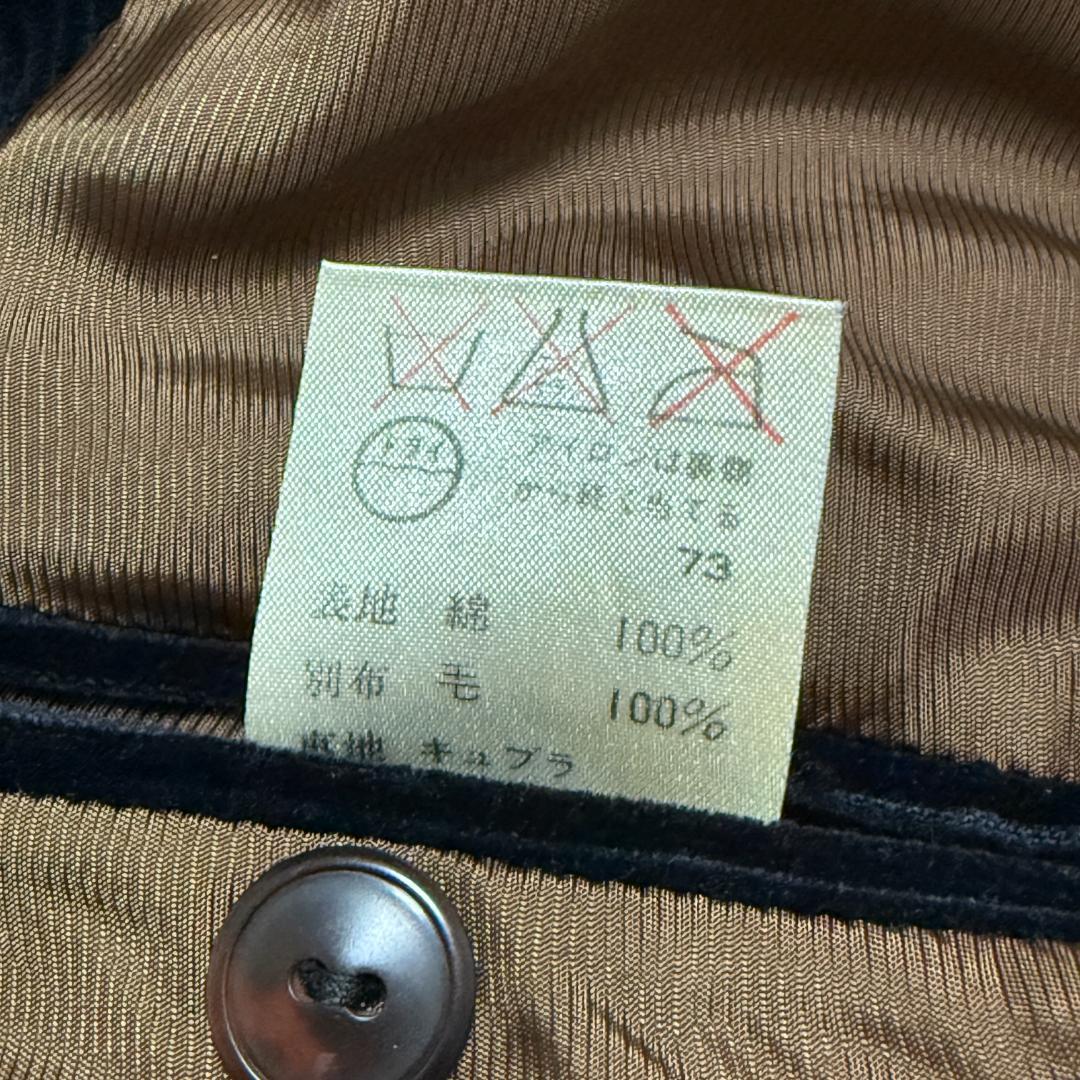 ドライ
アイロンは裏側
から軽く当てる
73
表地 綿 100%
別布 毛 100%
裏地 キュプラ